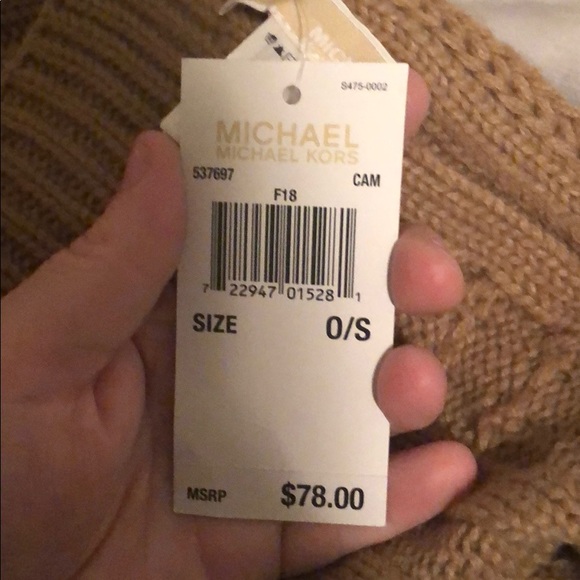 S475-0002
MICHAEL
MICHAEL KORS
537697 CAM
F18
7 22947 01528 1
SIZE O/S
MSRP $78.00